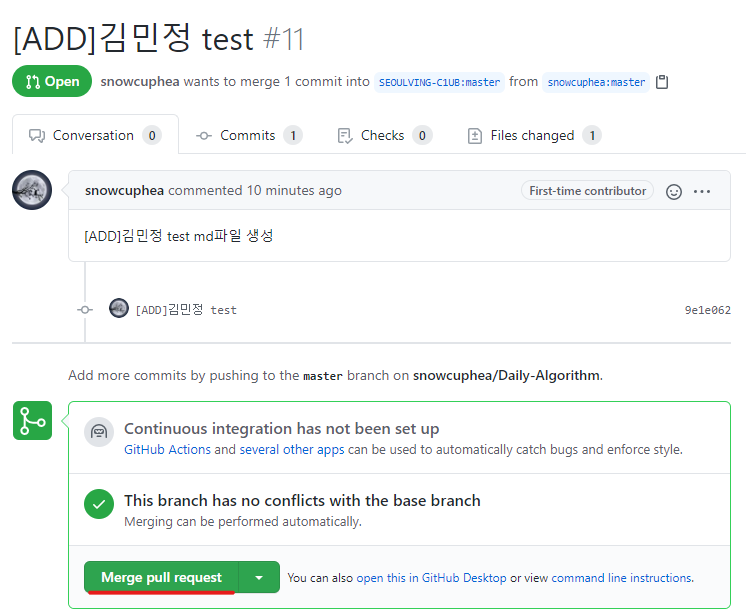 [ADD]김민정 test #11
Open snowcuphea wants to merge 1 commit into SEOULVING-C1UB:master from snowcuphea:master
Conversation 0 Commits 1 Checks 0 Files changed 1
snowcuphea commented 10 minutes ago First-time contributor
[ADD]김민정 test md파일 생성
[ADD]김민정 test 9e1e062
Add more commits by pushing to the master branch on snowcuphea/Daily-Algorithm.
Continuous integration has not been set up
GitHub Actions and several other apps can be used to automatically catch bugs and enforce style.
This branch has no conflicts with the base branch
Merging can be performed automatically.
Merge pull request You can also open this in GitHub Desktop or view command line instructions.